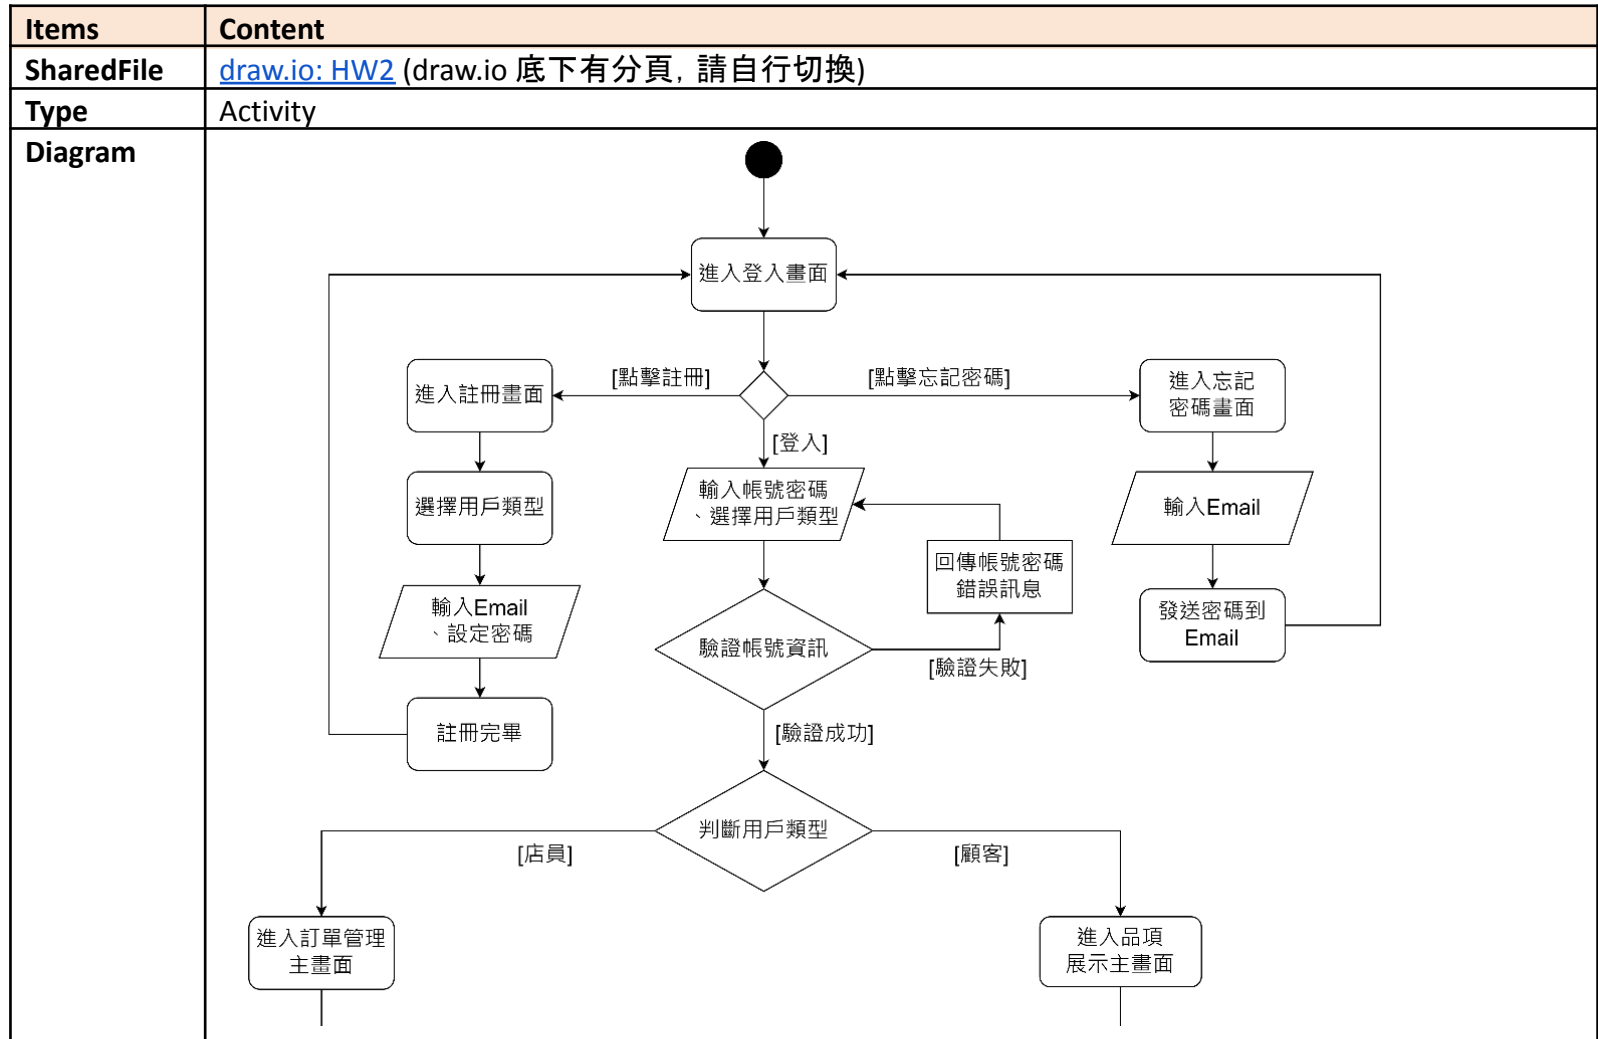 Items
Content
SharedFile
draw.io: HW2 (draw.io 底下有分頁, 請自行切換)
Type
Activity
Diagram
進入登入畫面
進入註冊畫面
[點擊註冊]
[點擊忘記密碼]
進入忘記
密碼畫面
[登入]
選擇用戶類型
輸入帳號密碼
、選擇用戶類型
輸入Email
回傳帳號密碼
錯誤訊息
輸入Email
、設定密碼
發送密碼到
Email
驗證帳號資訊
[驗證失敗]
註冊完畢
[驗證成功]
判斷用戶類型
[店員]
[顧客]
進入訂單管理
主畫面
進入品項
展示主畫面